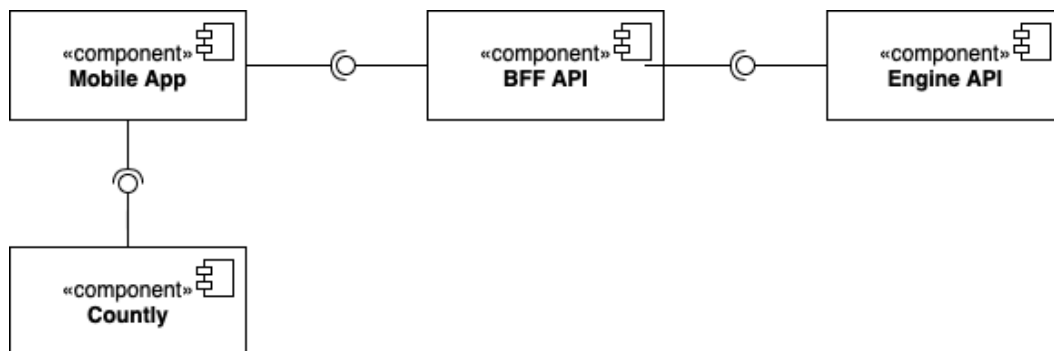 «component»
Mobile App
«component»
BFF API
«component»
Engine API
«component»
Countly